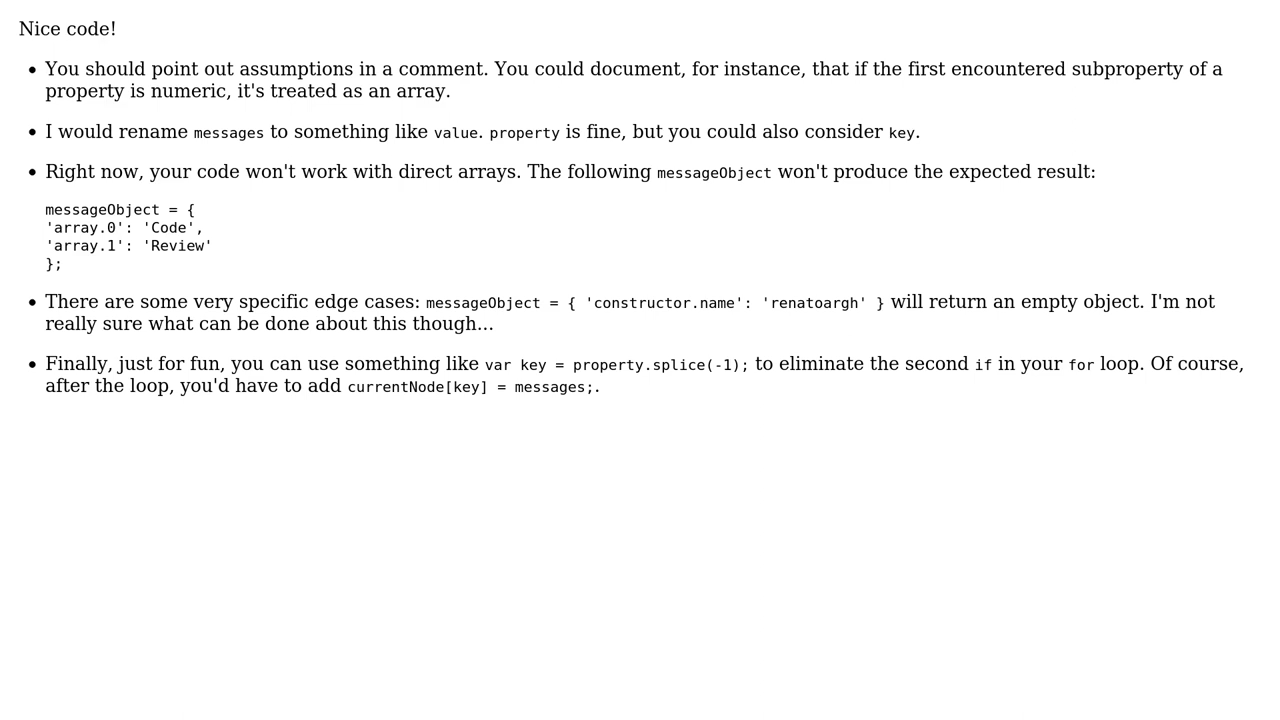 Nice code!
• You should point out assumptions in a comment. You could document, for instance, that if the first encountered subproperty of a
property is numeric, it's treated as an array.
• I would rename messages to something like value. property is fine, but you could also consider key.
• Right now, your code won't work with direct arrays. The following messageObject won't produce the expected result:
messageObject = {
'array.0': 'Code',
'array.1': 'Review'
};
• There are some very specific edge cases: messageObject = { 'constructor.name': 'renatoargh' } will return an empty object. I'm not
really sure what can be done about this though…
• Finally, just for fun, you can use something like var key = property.splice(-1); to eliminate the second if in your for loop. Of course,
after the loop, you'd have to add currentNode[key] = messages;.